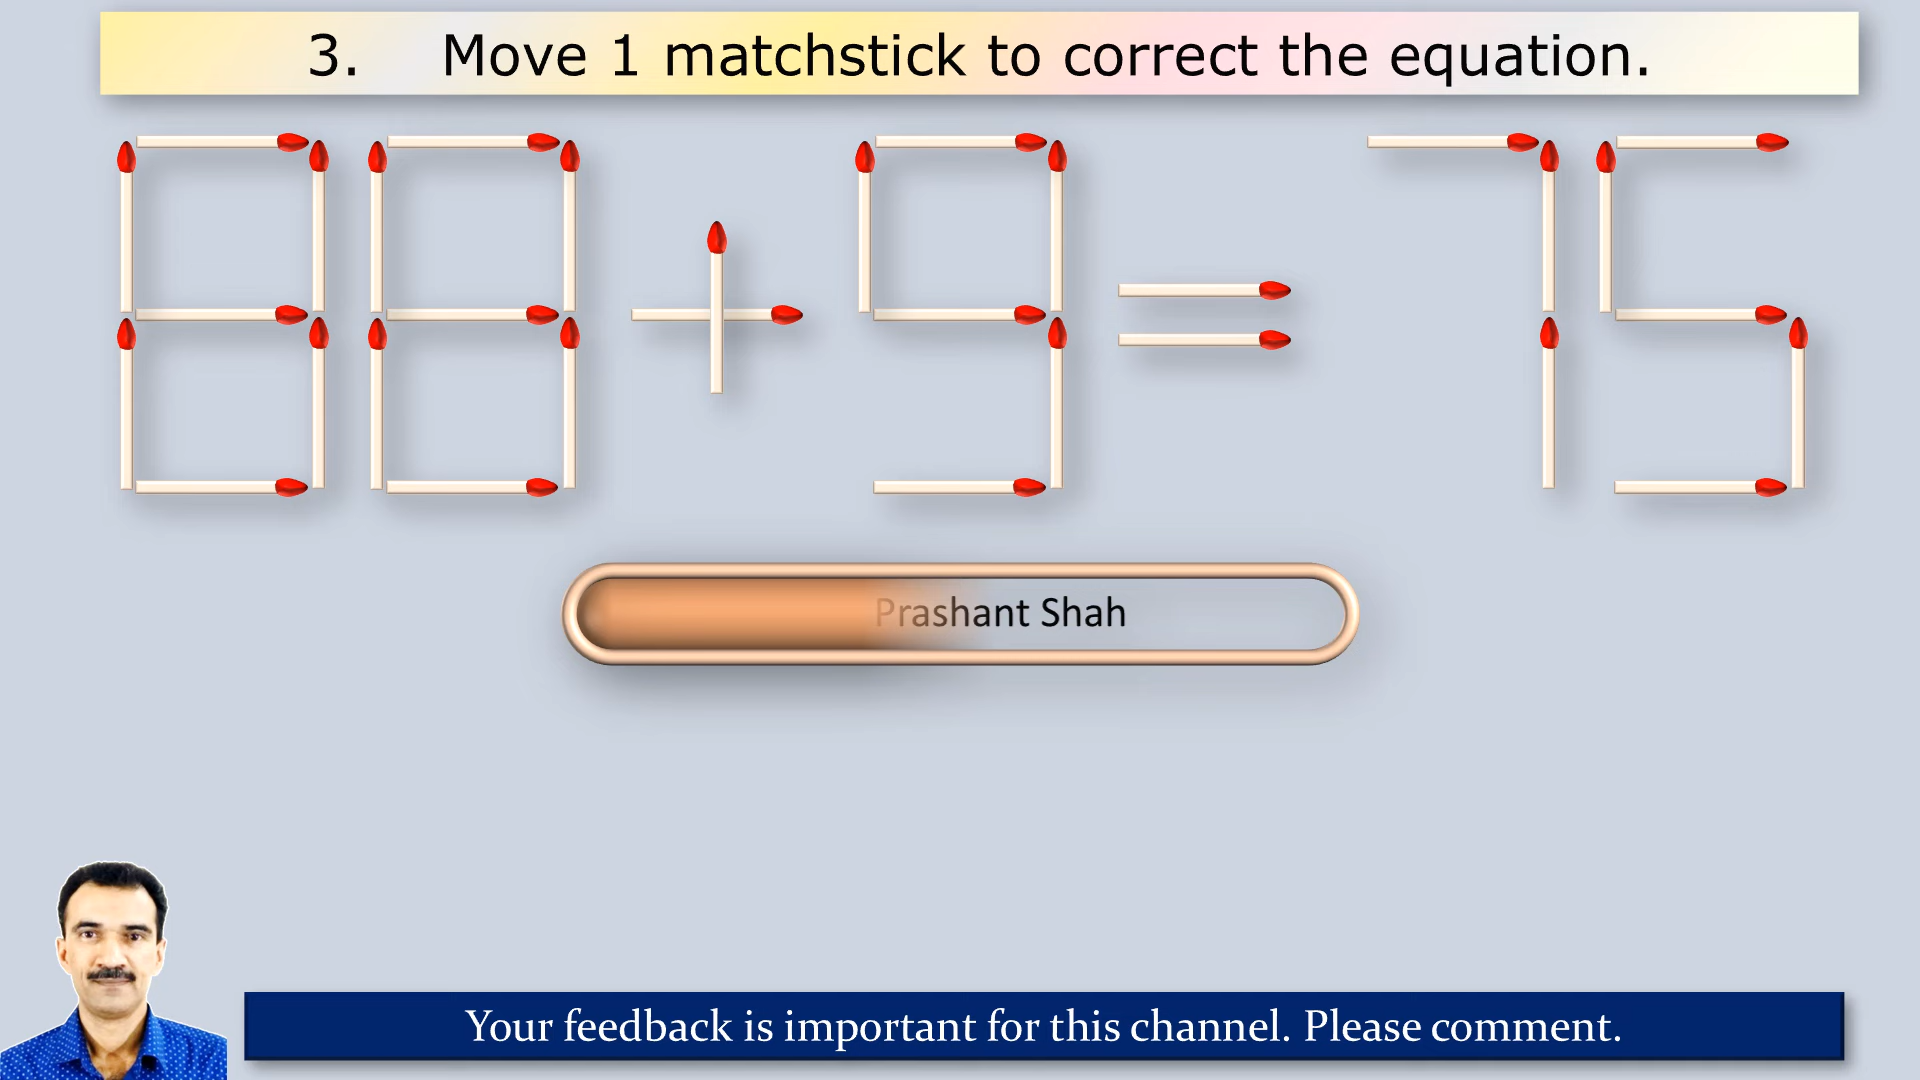 3. Move 1 matchstick to correct the equation.
88+9=75
Prashant Shah
Your feedback is important for this channel. Please comment.